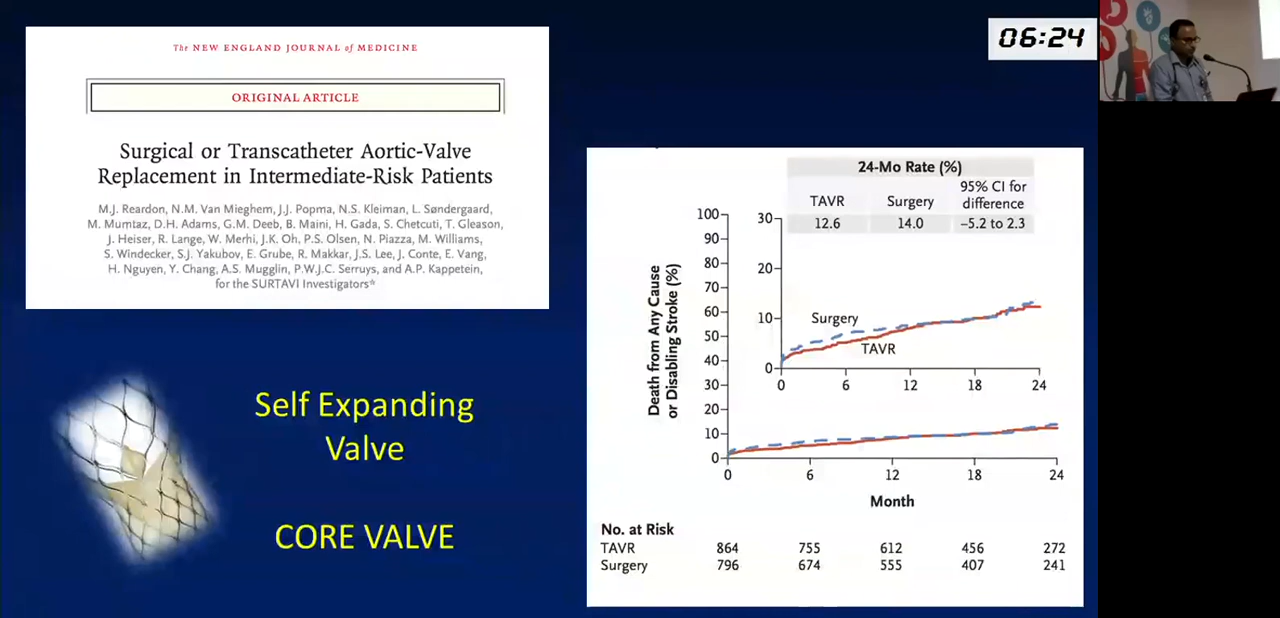 The NEW ENGLAND JOURNAL of MEDICINE
ORIGINAL ARTICLE
Surgical or Transcatheter Aortic-Valve
Replacement in Intermediate-Risk Patients
M.J. Reardon, N.M. Van Mieghem, J.J. Popma, N.S. Kleiman, L. Søndergaard,
M. Mumtaz, D.H. Adams, G.M. Deeb, B. Maini, H. Gada, S. Chetcuti, T. Gleason,
J. Heiser, R. Lange, W. Merhi, J.K. Oh, P.S. Olsen, N. Piazza, M. Williams,
S. Windecker, S.J. Yakubov, E. Grube, R. Makkar, J.S. Lee, J. Conte, E. Vang,
H. Nguyen, Y. Chang, A.S. Mugglin, P.W.J.C. Serruys, and A.P. Kappetein,
for the SURTAVI Investigators*
Self Expanding
Valve
CORE VALVE
06:24
24-Mo Rate (%)
TAVR Surgery 95% CI for
difference
12.6 14.0 –5.2 to 2.3
Death from Any Cause
or Disabling Stroke (%)
100
90
80
70
60
50
40
30
20
10
0
30
20
10
0
Surgery
TAVR
0 6 12 18 24
0 6 12 18 24
Month
No. at Risk
TAVR 864 755 612 456 272
Surgery 796 674 555 407 241